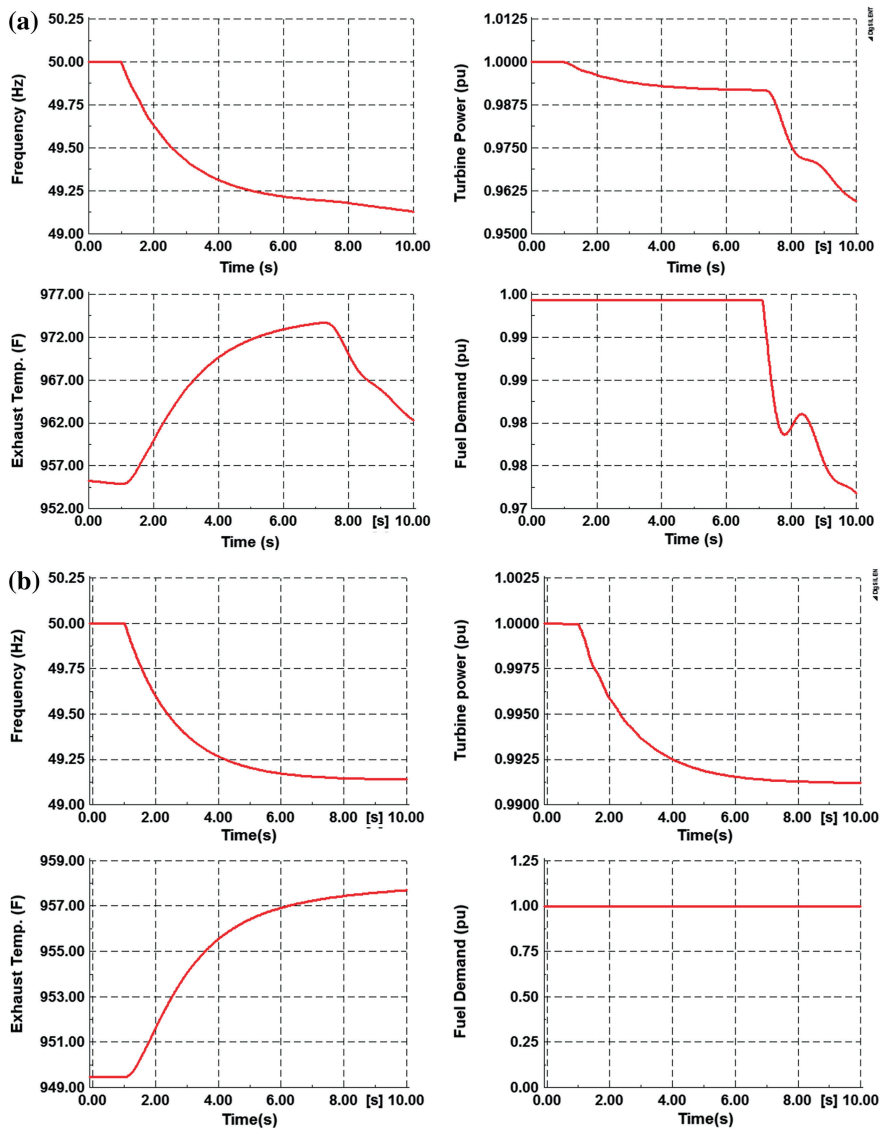 (a)
DIgSILENT
50.00
49.75
49.50
49.25
49.00
Frequency (Hz)
0.00 2.00 4.00 6.00 8.00 10.00
Time (s)
1.0125
1.0000
0.9875
0.9750
0.9625
0.9500
Turbine Power (pu)
0.00 2.00 4.00 6.00 8.00 [s] 10.00
Time (s)
977.00
972.00
967.00
962.00
957.00
952.00
Exhaust Temp. (F)
0.00 2.00 4.00 6.00 8.00 [s] 10.00
Time (s)
1.00
0.99
0.99
0.98
0.98
0.97
Fuel Demand (pu)
0.00 2.00 4.00 6.00 8.00 [s] 10.00
Time (s)
(b)
DIgSILEN
50.25
50.00
49.75
49.50
49.25
49.00
Frequency (Hz)
0.00 2.00 4.00 6.00 8.00 [s] 10.00
Time(s)
1.0025
1.0000
0.9975
0.9950
0.9925
0.9900
Turbine power (pu)
0.00 2.00 4.00 6.00 8.00 [s] 10.00
Time(s)
959.00
957.00
955.00
953.00
951.00
949.00
Exhaust Temp. (F)
0.00 2.00 4.00 6.00 8.00 [s] 10.00
Time(s)
1.25
1.00
0.75
0.50
0.25
0.00
Fuel Demand (pu)
0.00 2.00 4.00 6.00 8.00 [s] 10.00
Time(s)